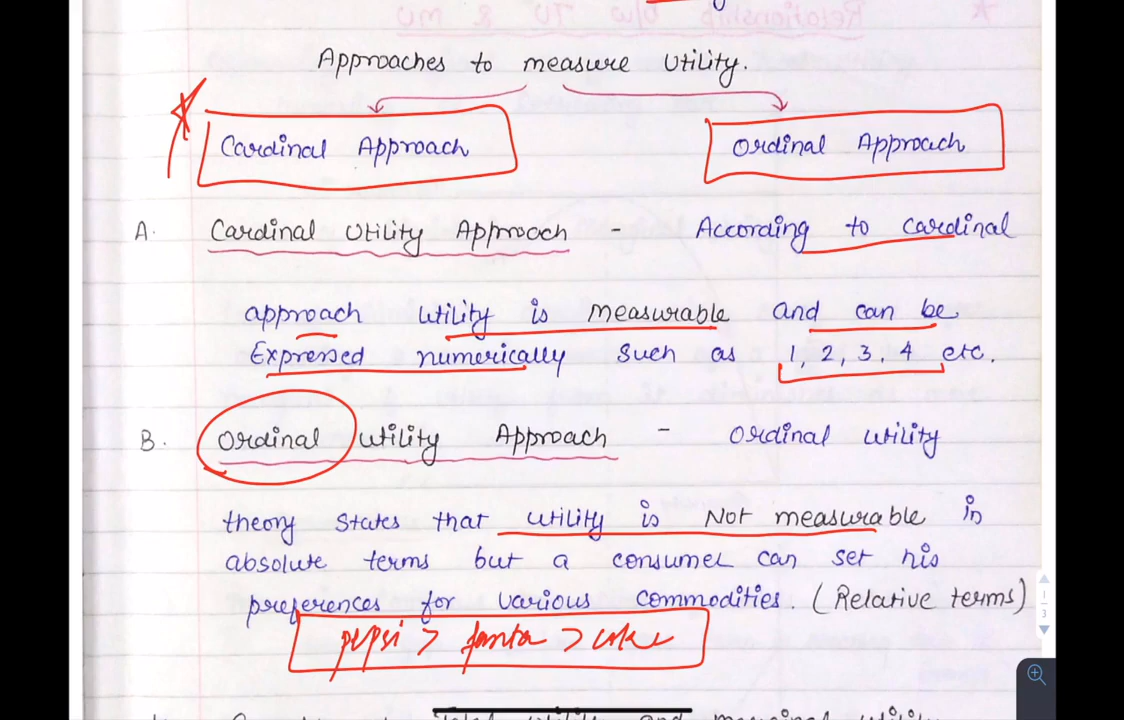 Approaches to measure Utility.
Cardinal Approach
Ordinal Approach
A. Cardinal Utility Approach - According to cardinal
approach utility is measurable and can be
Expressed numerically such as 1, 2, 3, 4 etc.
B. Ordinal Utility Approach - Ordinal utility
theory states that utility is Not measurable in
absolute terms but a consumer can set his
preferences for various commodities. (Relative terms)
pepsi > fanta > coke
1
3